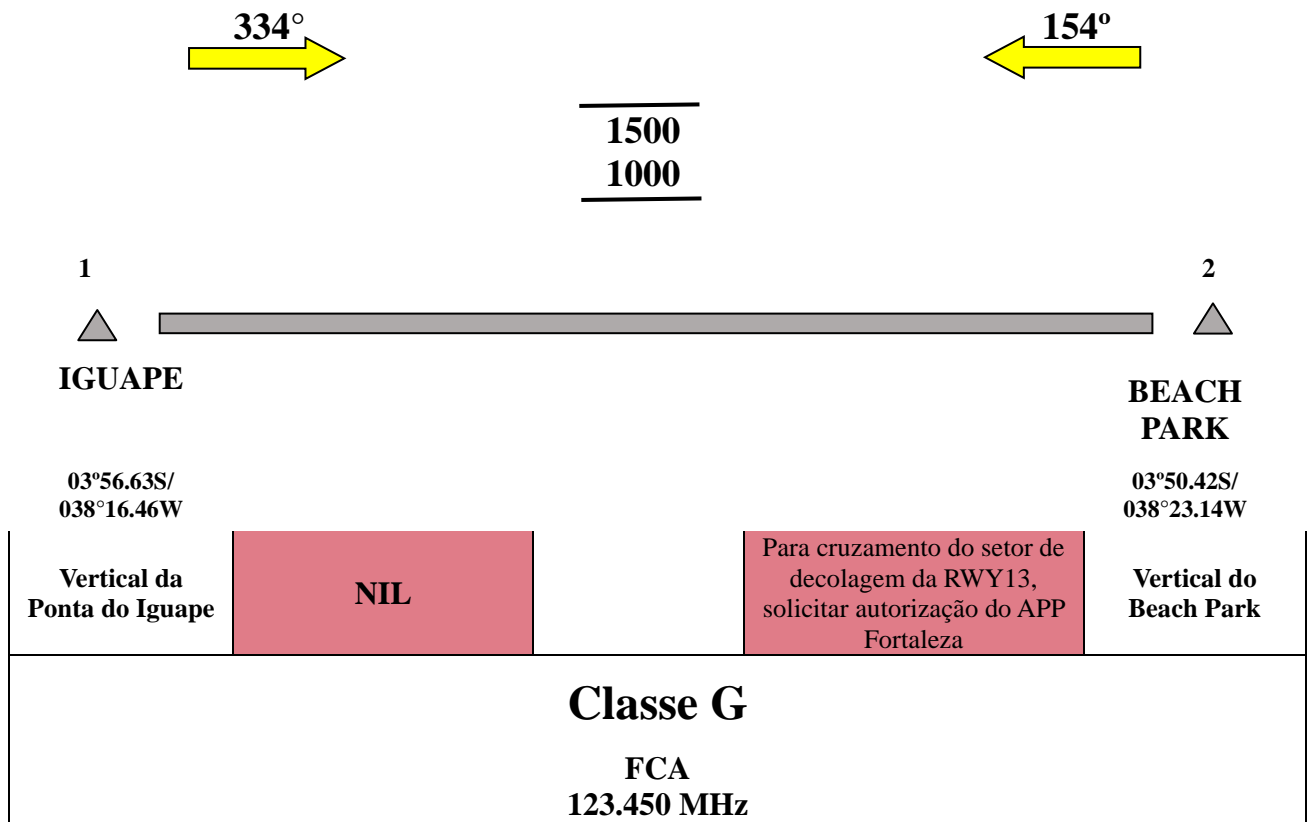 334°
154º
1500
1000
1
2
IGUAPE
BEACH
PARK
03º56.63S/
038°16.46W
03º50.42S/
038°23.14W
Vertical da
Ponta do Iguape
NIL
Para cruzamento do setor de
decolagem da RWY13,
solicitar autorização do APP
Fortaleza
Vertical do
Beach Park
Classe G
FCA
123.450 MHz